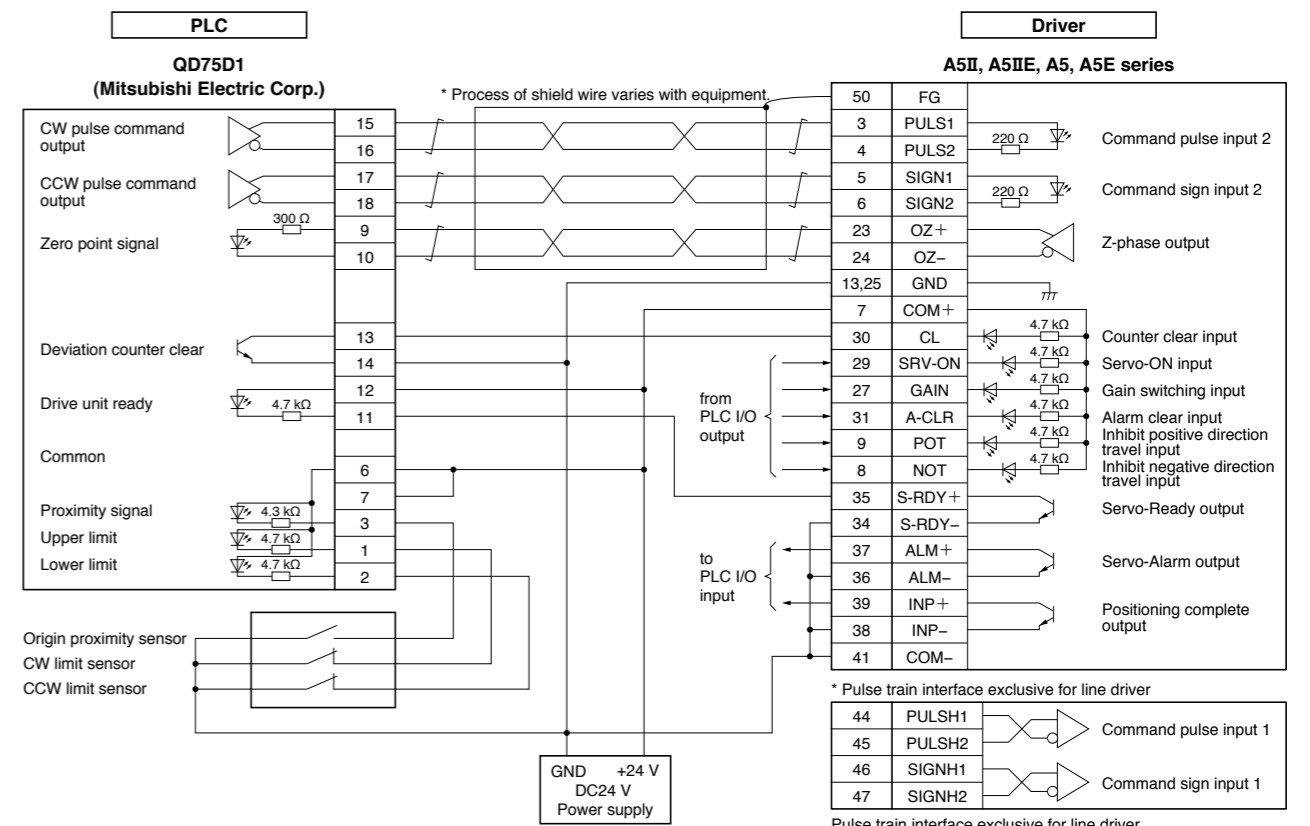 PLC
Driver
QD75D1
(Mitsubishi Electric Corp.)
A5II, A5IIE, A5, A5E series
* Process of shield wire varies with equipment.
CW pulse command
output
15
16
CCW pulse command
output
17
18
Zero point signal
300 Ω
9
10
Deviation counter clear
13
14
Drive unit ready
4.7 kΩ
12
11
Common
6
7
Proximity signal
4.3 kΩ
3
Upper limit
4.7 kΩ
1
Lower limit
4.7 kΩ
2
Origin proximity sensor
CW limit sensor
CCW limit sensor
GND +24 V
DC24 V
Power supply
from
PLC I/O
output
to
PLC I/O
input
50 FG
3 PULS1
4 PULS2
220 Ω
Command pulse input 2
5 SIGN1
6 SIGN2
220 Ω
Command sign input 2
23 OZ+
24 OZ−
Z-phase output
13,25 GND
7 COM+
30 CL 4.7 kΩ Counter clear input
29 SRV-ON 4.7 kΩ Servo-ON input
27 GAIN 4.7 kΩ Gain switching input
31 A-CLR 4.7 kΩ Alarm clear input
9 POT 4.7 kΩ Inhibit positive direction
travel input
8 NOT 4.7 kΩ Inhibit negative direction
travel input
35 S-RDY+
34 S-RDY−
Servo-Ready output
37 ALM+
36 ALM−
Servo-Alarm output
39 INP+
38 INP−
Positioning complete
output
41 COM−
* Pulse train interface exclusive for line driver
44 PULSH1
45 PULSH2
Command pulse input 1
46 SIGNH1
47 SIGNH2
Command sign input 1
Pulse train interface exclusive for line driver